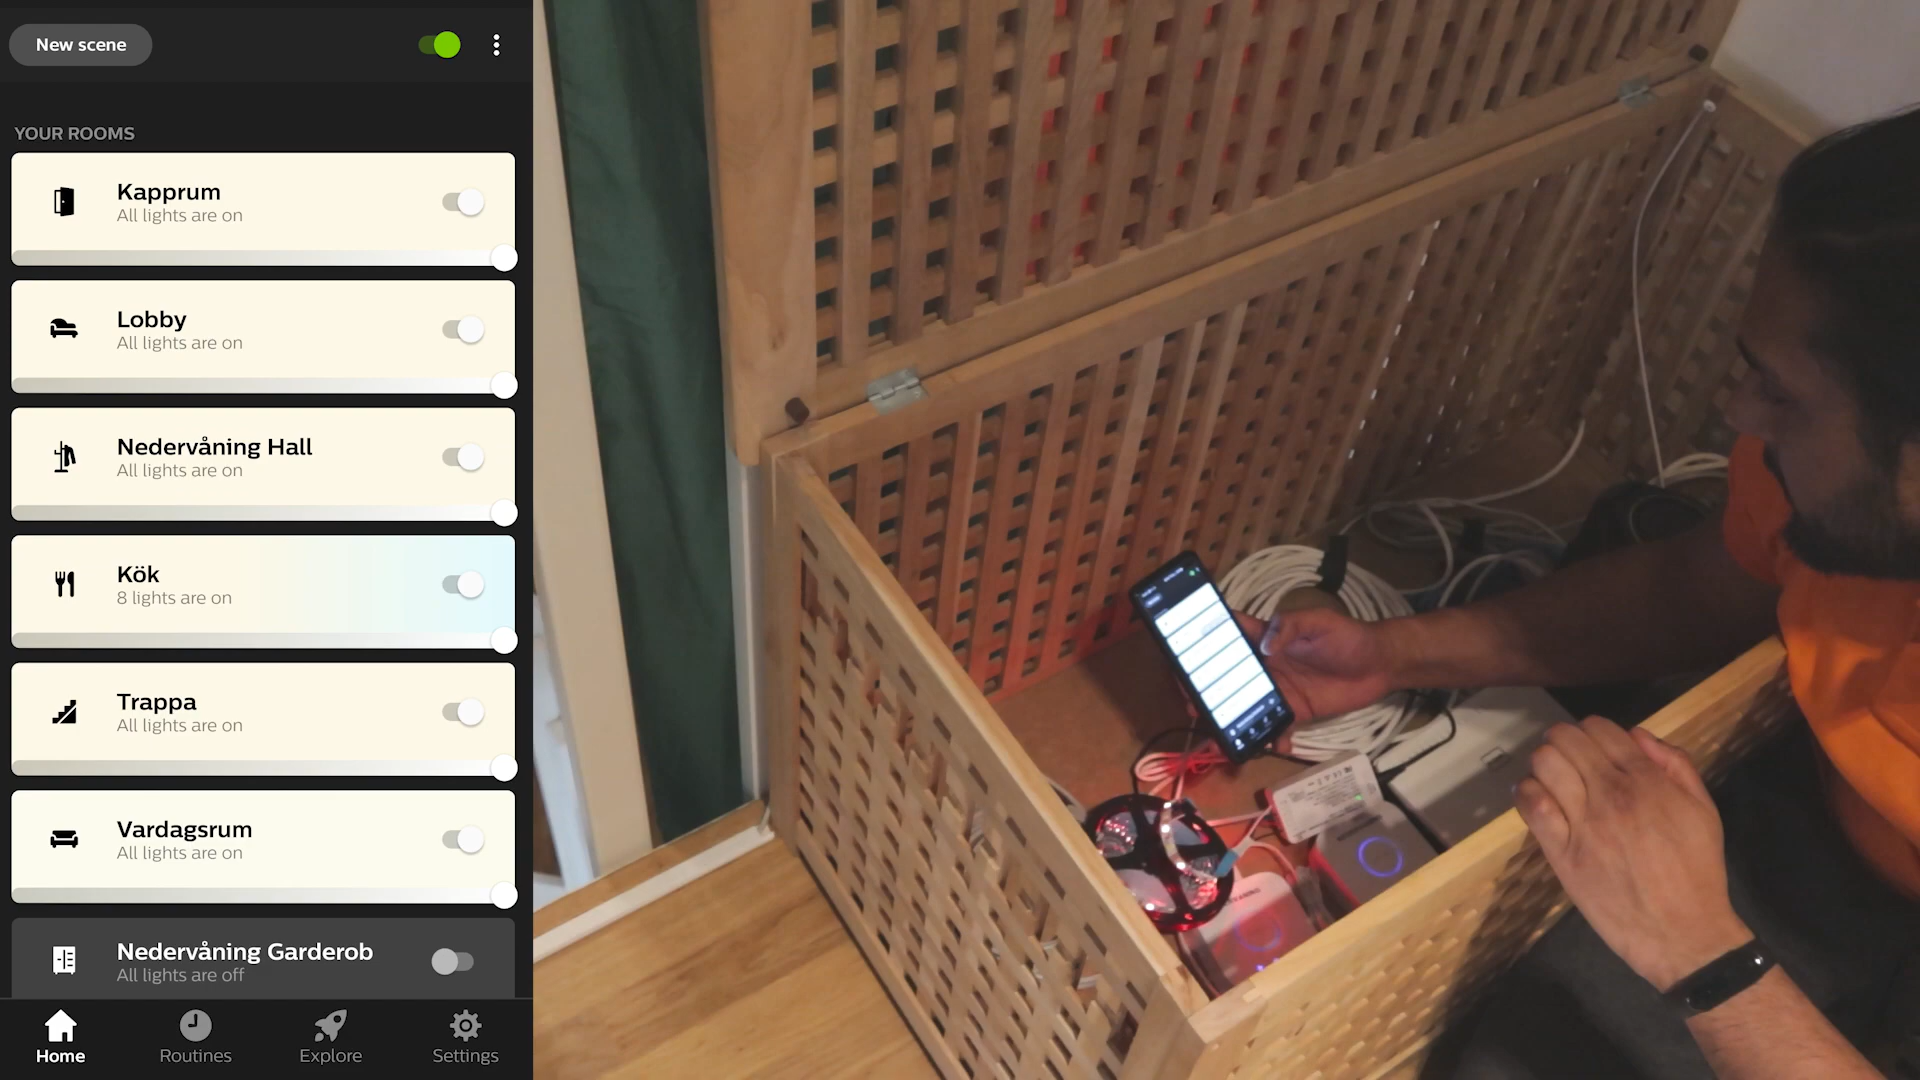 New scene
YOUR ROOMS
Kapprum
All lights are on
Lobby
All lights are on
Nedervåning Hall
All lights are on
Kök
8 lights are on
Trappa
All lights are on
Vardagsrum
All lights are on
Nedervåning Garderob
All lights are off
Home
Routines
Explore
Settings